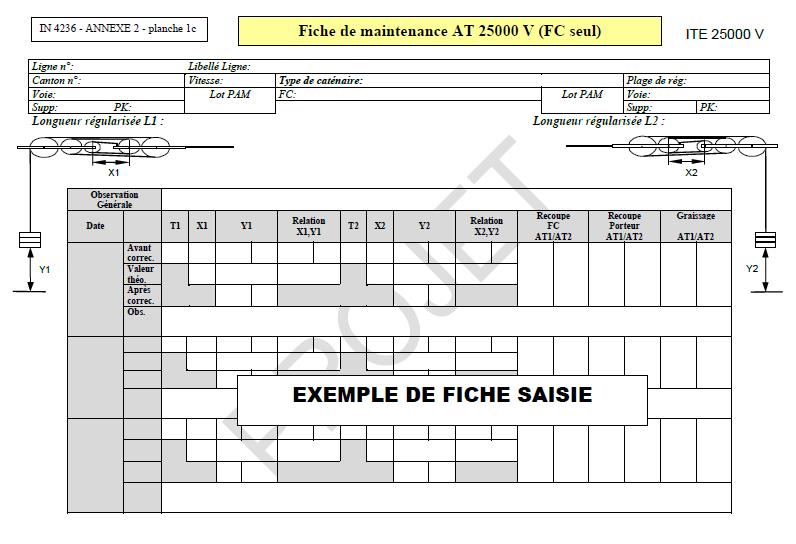 IN 4236 - ANNEXE 2 - planche 1c
Fiche de maintenance AT 25000 V (FC seul)
ITE 25000 V
Ligne n°: Libellé Ligne:
Canton n°: Vitesse: Type de caténaire: Plage de rég:
Voie: Lot PAM FC: Lot PAM Voie:
Supp: PK: Supp: PK:
Longueur régularisée L1 : Longueur régularisée L2 :
X1 X2
Y1 Y2
Observation
Générale
Date T1 X1 Y1 Relation X1,Y1 T2 X2 Y2 Relation X2,Y2 Recoupe FC AT1/AT2 Recoupe Porteur AT1/AT2 Graissage AT1/AT2
Avant
correc.
Valeur
théo.
Après
correc.
Obs.
PROJET
EXEMPLE DE FICHE SAISIE